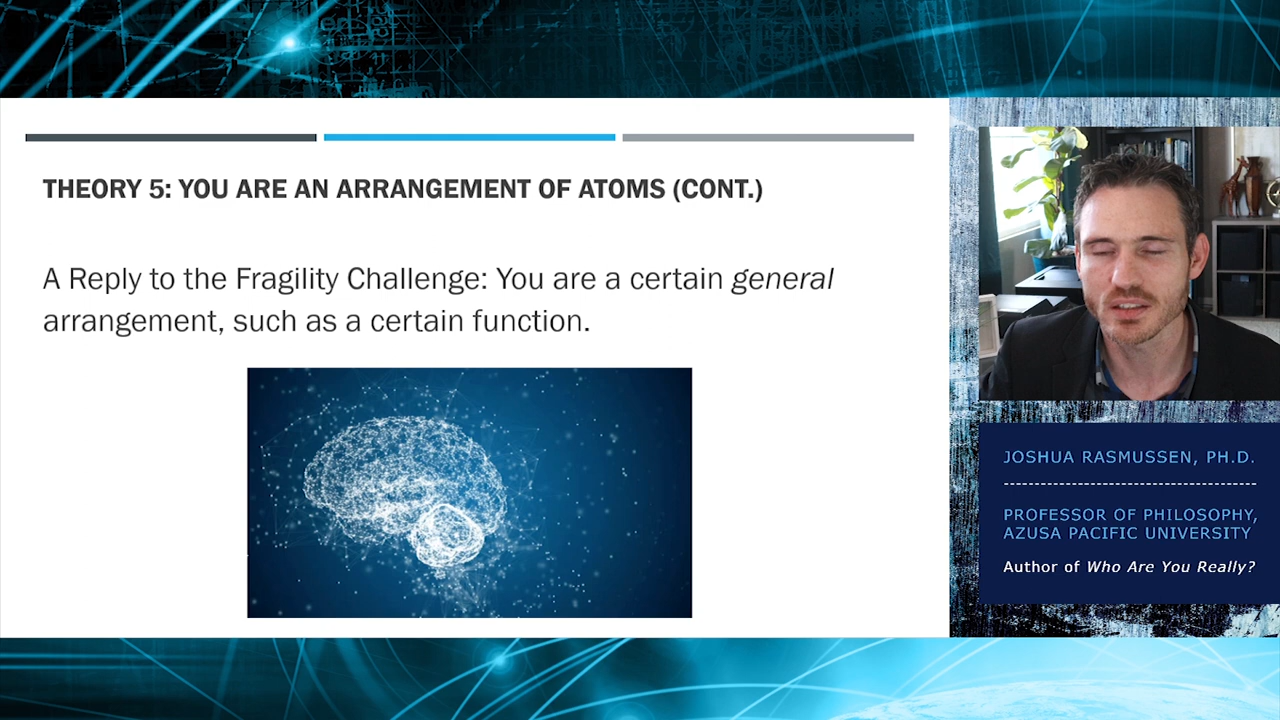 THEORY 5: YOU ARE AN ARRANGEMENT OF ATOMS (CONT.)
A Reply to the Fragility Challenge: You are a certain general
arrangement, such as a certain function.
JOSHUA RASMUSSEN, PH.D.
----------------------------------------
PROFESSOR OF PHILOSOPHY,
AZUSA PACIFIC UNIVERSITY
Author of Who Are You Really?